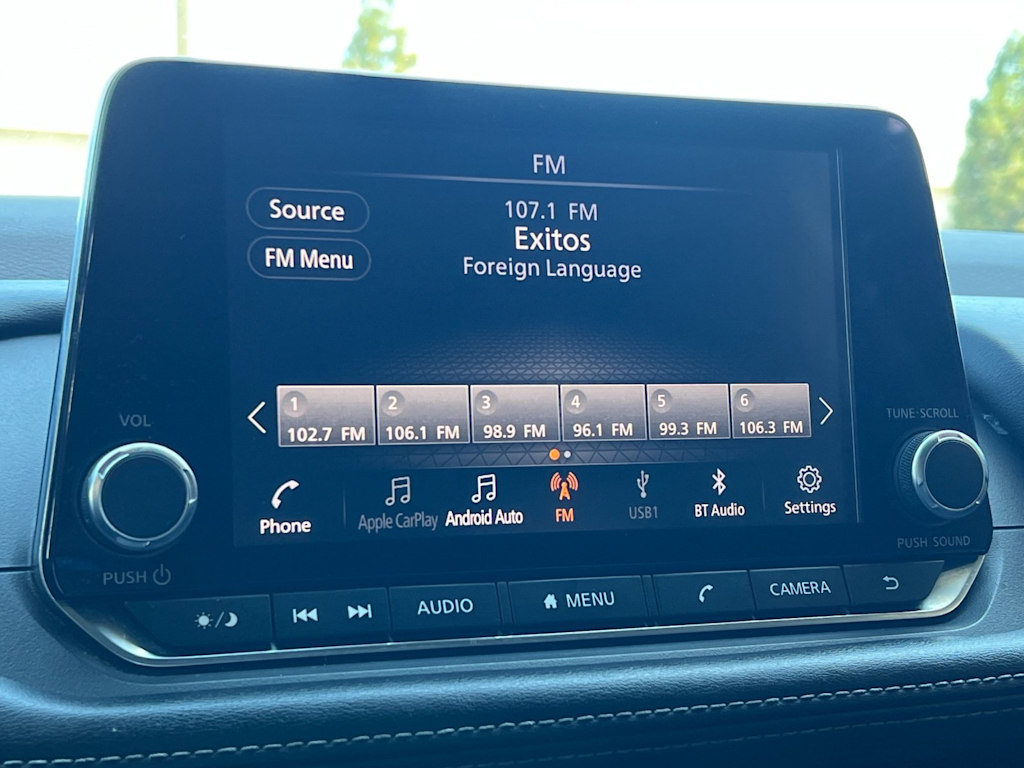 FM
Source
107.1 FM
Exitos
FM Menu
Foreign Language
1 2 3 4 5 6
102.7 FM 106.1 FM 98.9 FM 96.1 FM 99.3 FM 106.3 FM
VOL
TUNE·SCROLL
Phone Apple CarPlay Android Auto FM USB1 BT Audio Settings
PUSH
PUSH SOUND
AUDIO MENU CAMERA